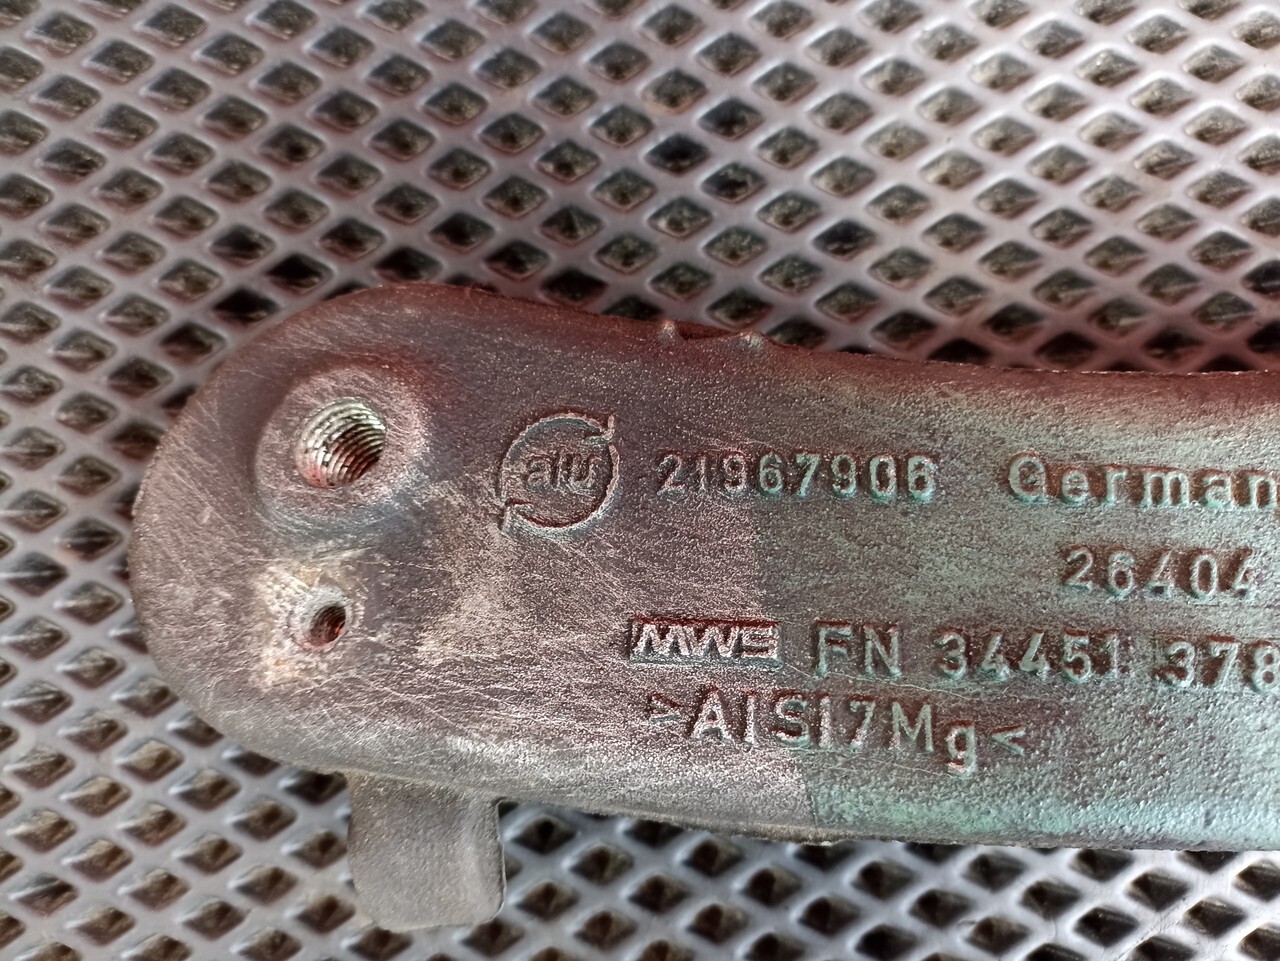 alu 21967906 German
26404
MWS FN 34451 378
>AlSi7Mg<